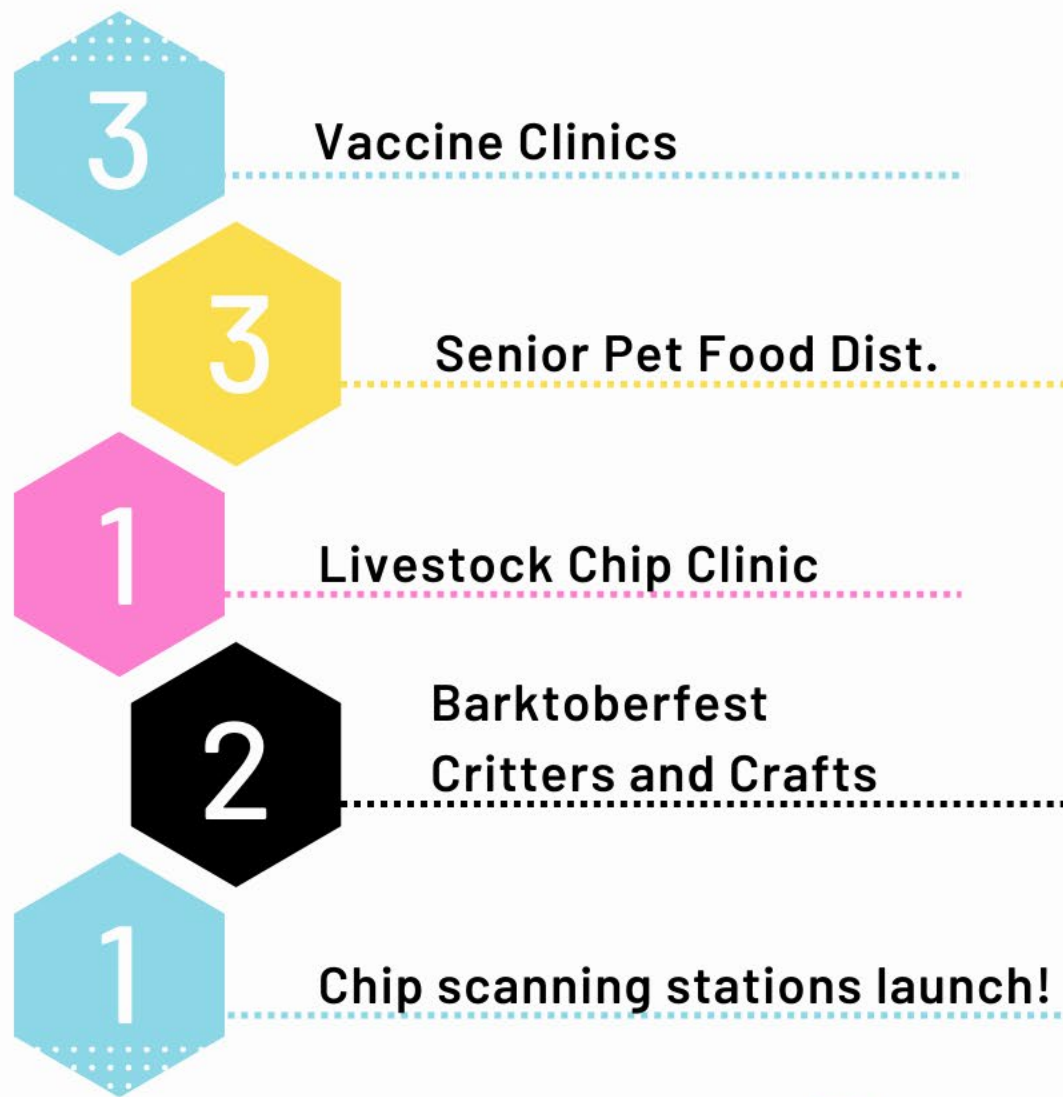 3
Vaccine Clinics
3
Senior Pet Food Dist.
1
Livestock Chip Clinic
2
Barktoberfest
Critters and Crafts
1
Chip scanning stations launch!